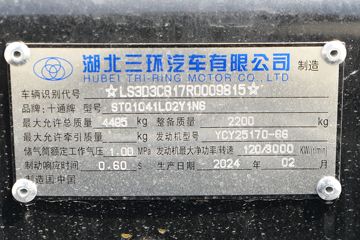 湖北三环汽车有限公司 制造
HUBEI TRI-RING MOTOR CO., LTD.
车辆识别代号 ☆LS3D3CB17R0009815☆
品牌:十通牌 型号 STQ1041L02Y1N6
最大允许总质量 4495 kg 整备质量 2200 kg
最大允许牵引质量 kg 发动机型号 YCY25170-66
储气筒额定工作气压 1.00 MPa 发动机最大净功率/转速 120/3000 KW(r/min)
制动响应时间 0.60 s 生产日期 2024 年 02 月
制造国中国